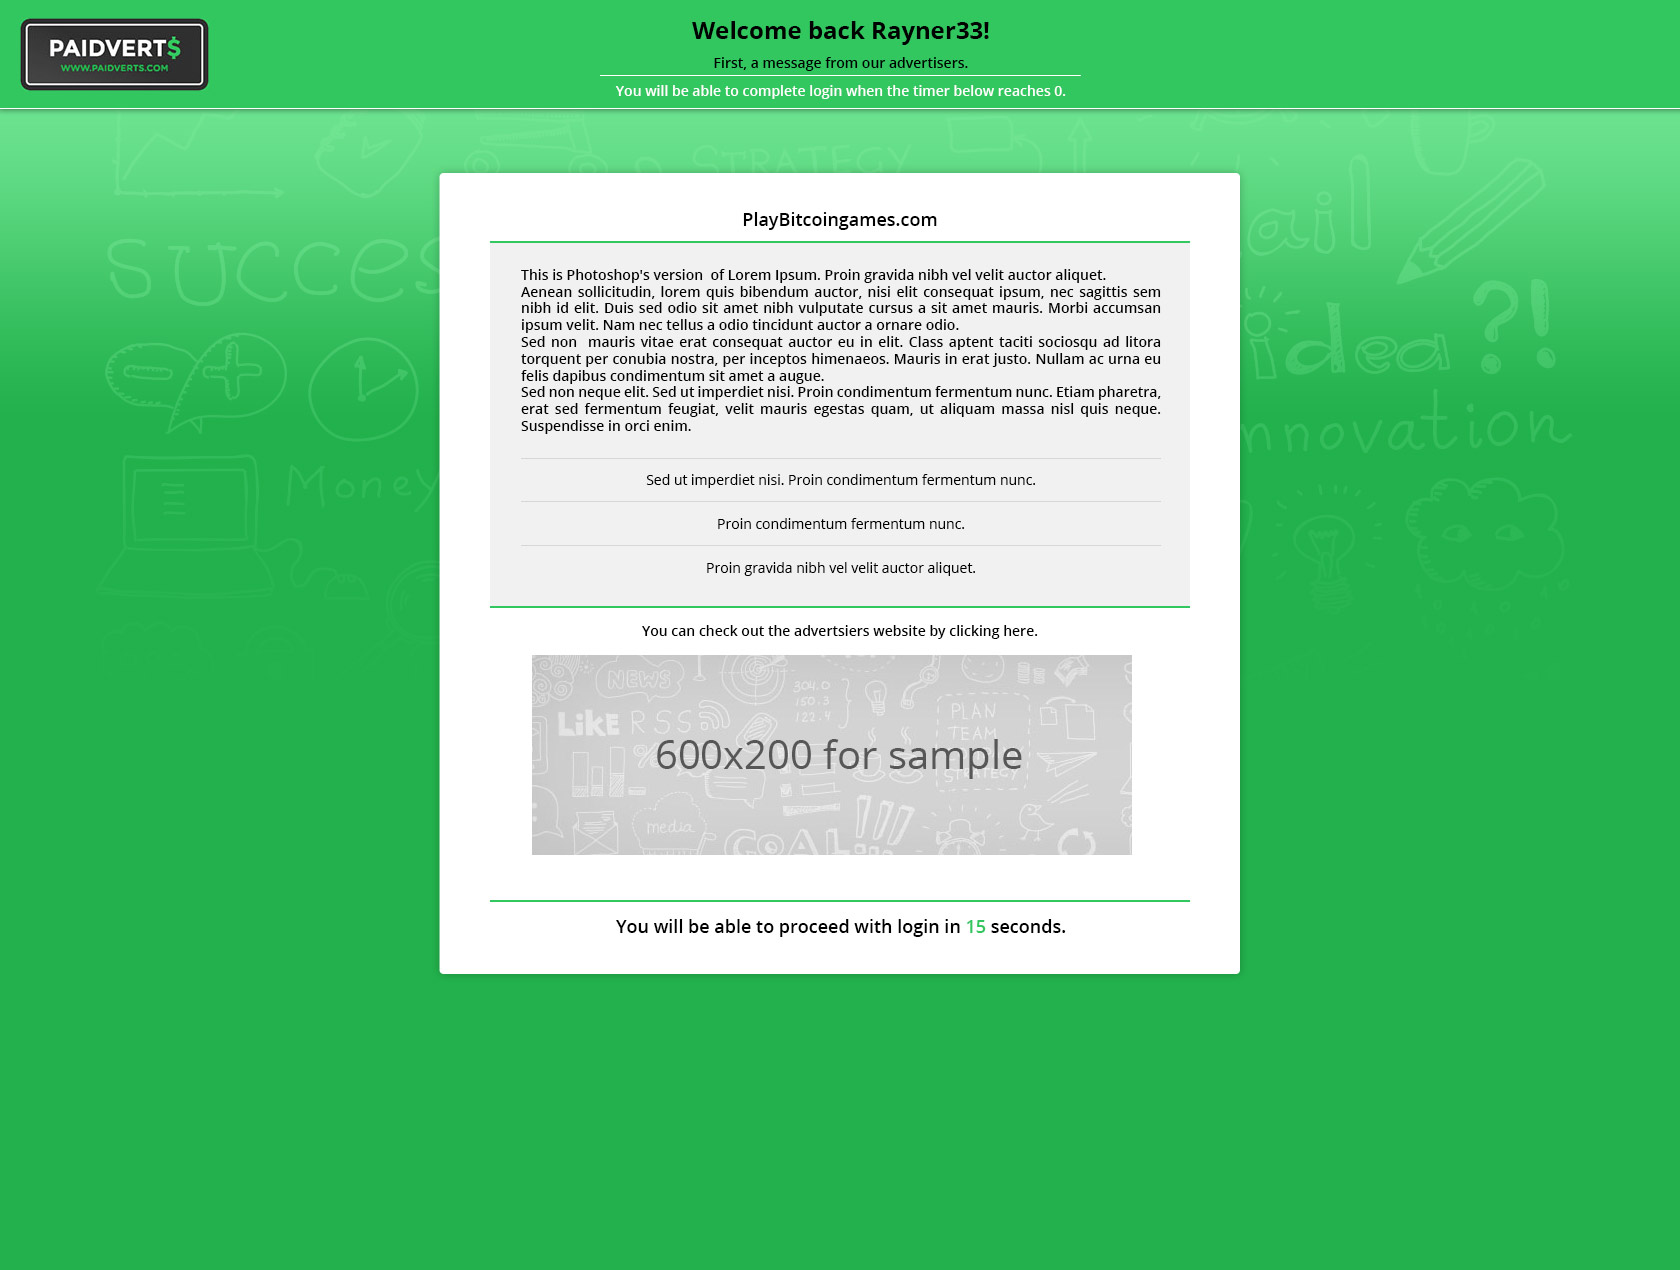 PAIDVERT$
WWW.PAIDVERTS.COM
Welcome back Rayner33!
First, a message from our advertisers.
You will be able to complete login when the timer below reaches 0.
STRATEGY
PlayBitcoingames.com
This is Photoshop's version  of Lorem Ipsum. Proin gravida nibh vel velit auctor aliquet.
Aenean sollicitudin, lorem quis bibendum auctor, nisi elit consequat ipsum, nec sagittis sem
nibh id elit. Duis sed odio sit amet nibh vulputate cursus a sit amet mauris. Morbi accumsan
ipsum velit. Nam nec tellus a odio tincidunt auctor a ornare odio.
Sed non  mauris vitae erat consequat auctor eu in elit. Class aptent taciti sociosqu ad litora
torquent per conubia nostra, per inceptos himenaeos. Mauris in erat justo. Nullam ac urna eu
felis dapibus condimentum sit amet a augue.
Sed non neque elit. Sed ut imperdiet nisi. Proin condimentum fermentum nunc. Etiam pharetra,
erat sed fermentum feugiat, velit mauris egestas quam, ut aliquam massa nisl quis neque.
Suspendisse in orci enim.
Sed ut imperdiet nisi. Proin condimentum fermentum nunc.
Proin condimentum fermentum nunc.
Proin gravida nibh vel velit auctor aliquet.
SUCCES
Money
ail
idea?!
nnovation
You can check out the advertsiers website by clicking here.
NEWS
304.0
150.3
122.4
LIKE RSS
PLAN
TEAM
STRATEGY
600x200 for sample
%
media
GOAL!!!
You will be able to proceed with login in 15 seconds.